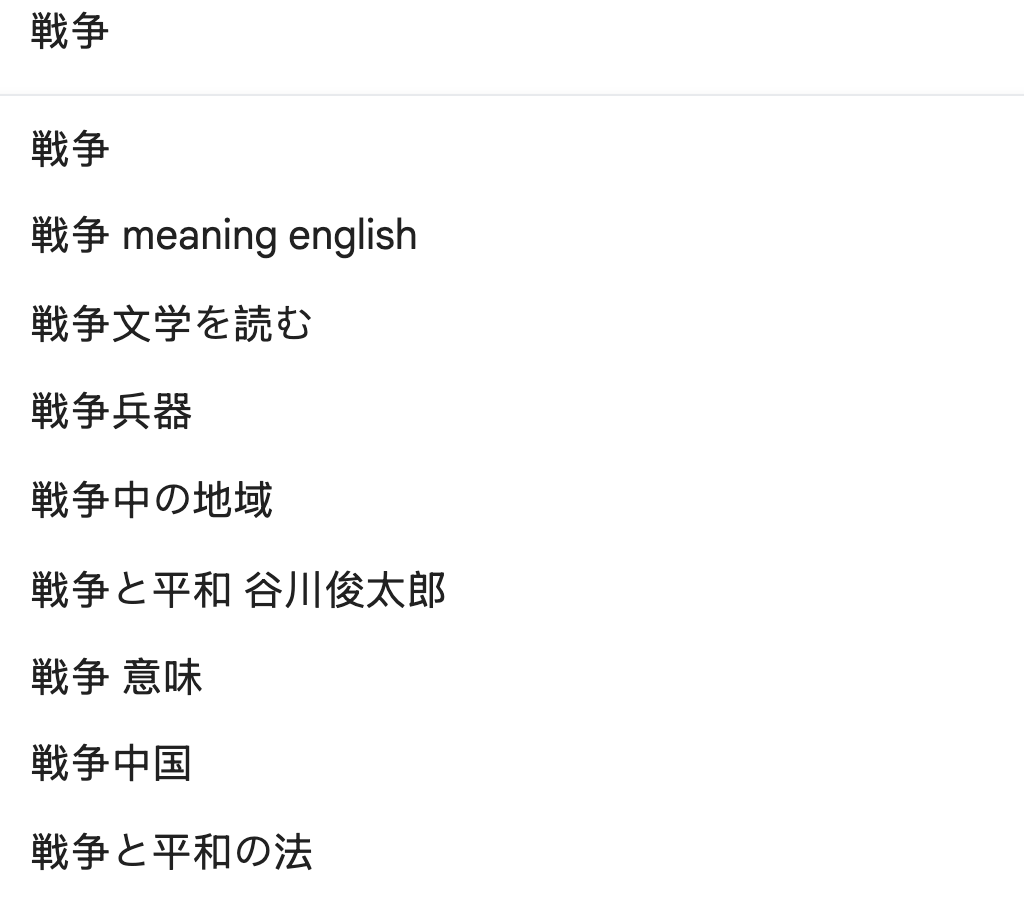 戦争
戦争
戦争 meaning english
戦争文学を読む
戦争兵器
戦争中の地域
戦争と平和 谷川俊太郎
戦争 意味
戦争中国
戦争と平和の法